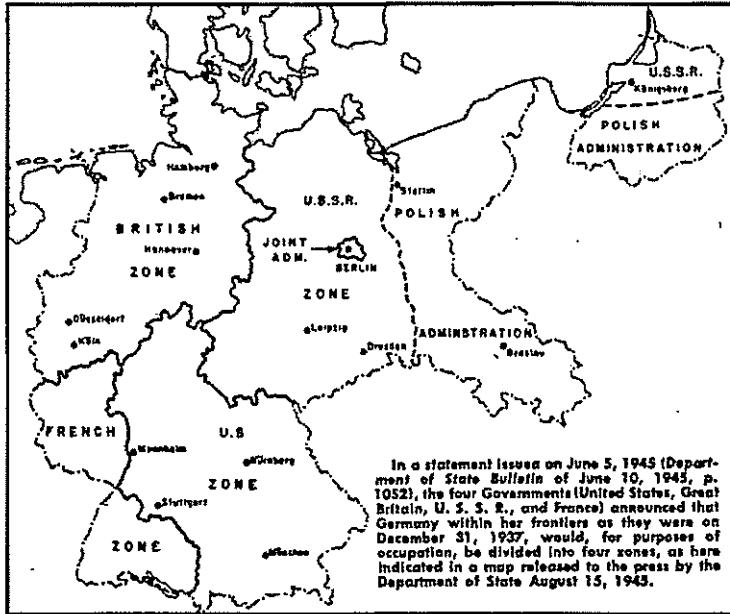 U.S.S.R.
Königsberg
POLISH
ADMINISTRATION
Hamburg
Bremen
BRITISH
Hannover
ZONE
Düsseldorf
Köln
U.S.S.R.
JOINT
ADM.
BERLIN
ZONE
Leipzig
Dresden
Stettin
POLISH
ADMINSTRATION
Breslau
FRENCH
ZONE
U.S
ZONE
Mannheim
Nürnberg
Stuttgart
München
In a statement issued on June 5, 1945 (Depart-
ment of State Bulletin of June 10, 1945, p.
1052), the four Governments (United States, Great
Britain, U. S. S. R., and France) announced that
Germany within her frontiers as they were on
December 31, 1937, would, for purposes of
occupation, be divided into four zones, as here
indicated in a map released to the press by the
Department of State August 15, 1945.